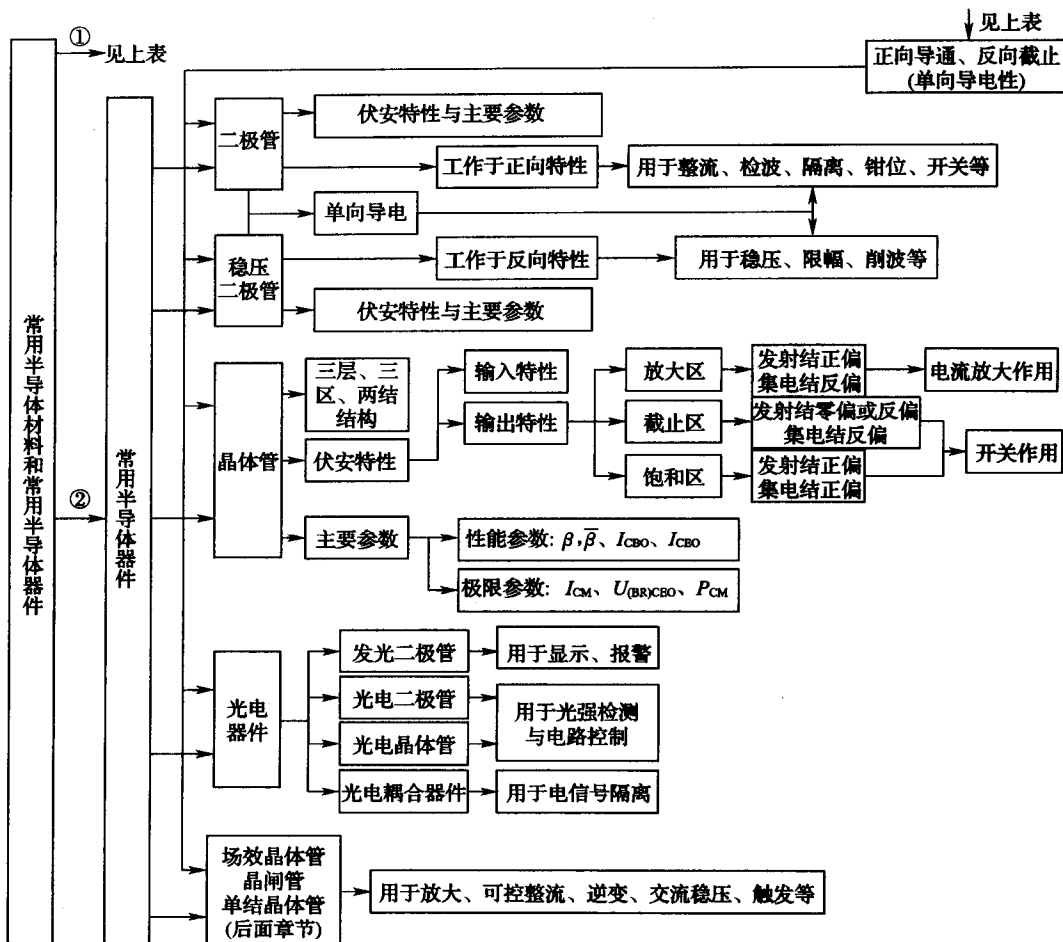 ①
见上表
见上表
正向导通、反向截止
(单向导电性)
二极管
伏安特性与主要参数
工作于正向特性
用于整流、检波、隔离、钳位、开关等
单向导电
稳压
二极管
工作于反向特性
用于稳压、限幅、削波等
伏安特性与主要参数
常用半导体材料和常用半导体器件
②
常用半导体器件
晶体管
三层、三
区、两结
结构
伏安特性
输入特性
输出特性
放大区
发射结正偏
集电结反偏
电流放大作用
截止区
发射结零偏或反偏
集电结反偏
开关作用
饱和区
发射结正偏
集电结正偏
主要参数
性能参数: β,β̅、I_CBO、I_CEO
极限参数: I_CM、U_(BR)CEO、P_CM
光电
器件
发光二极管
用于显示、报警
光电二极管
光电晶体管
用于光强检测
与电路控制
光电耦合器件
用于电信号隔离
场效晶体管
晶闸管
单结晶体管
(后面章节)
用于放大、可控整流、逆变、交流稳压、触发等